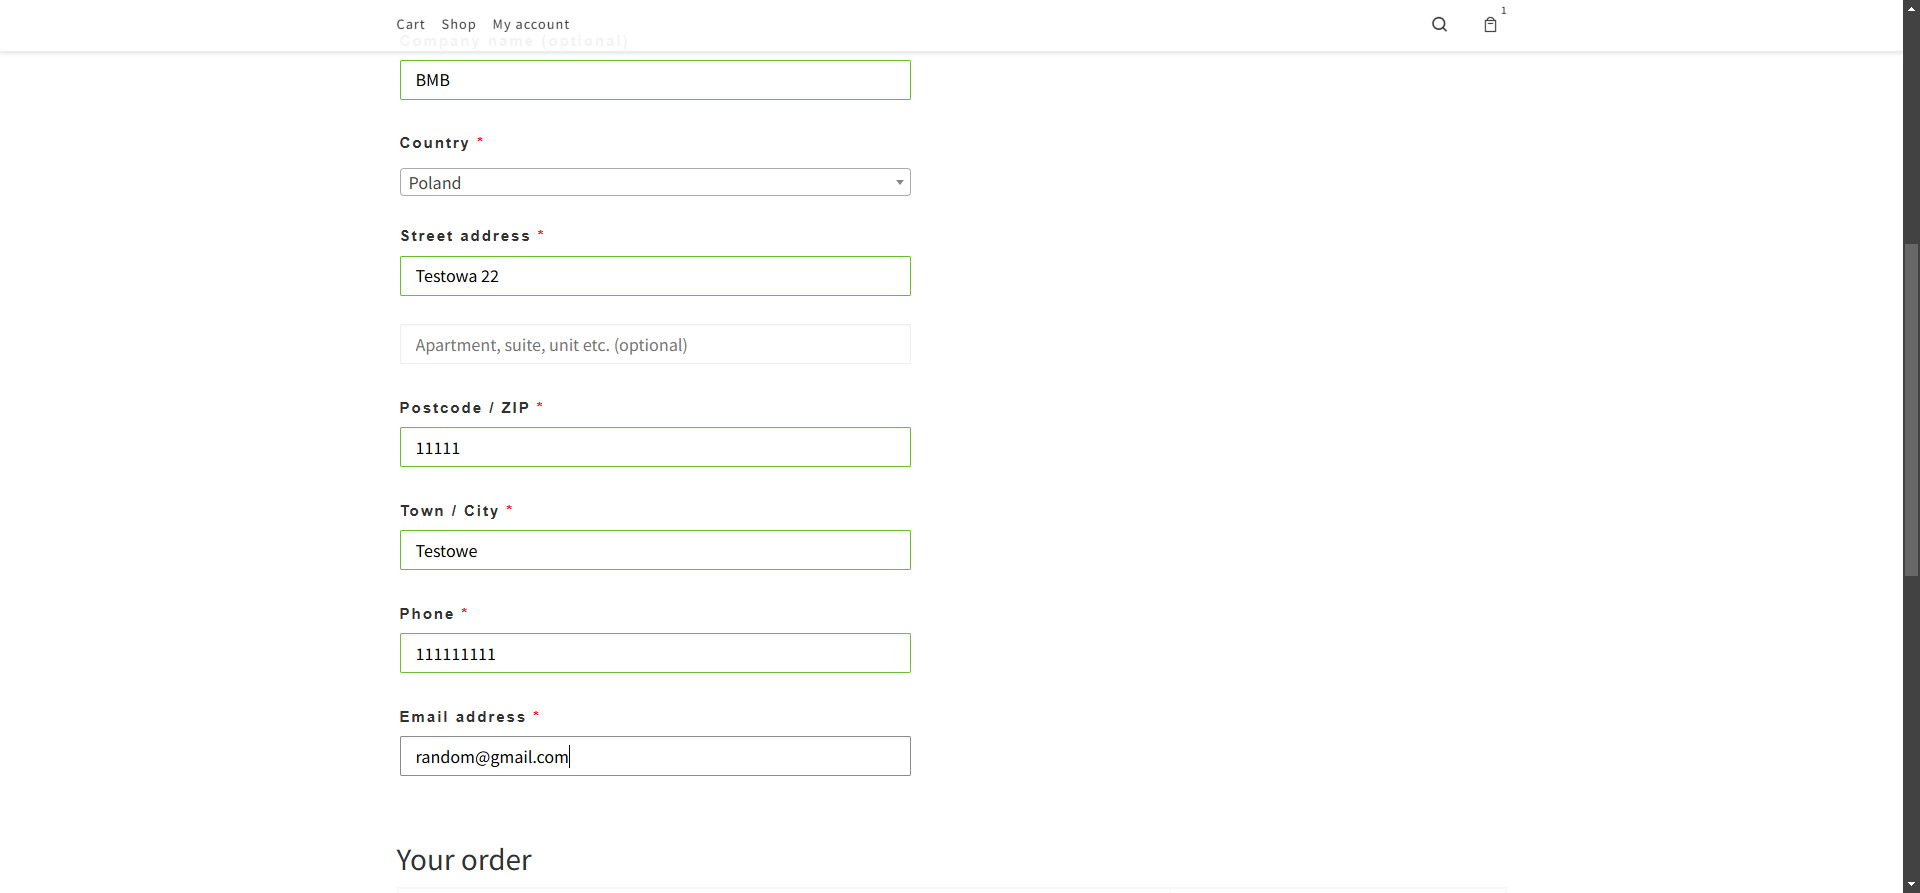 Cart Shop My account
1
Company name (optional)
BMB
Country *
Poland
Street address *
Testowa 22
Apartment, suite, unit etc. (optional)
Postcode / ZIP *
11111
Town / City *
Testowe
Phone *
111111111
Email address *
random@gmail.com
Your order